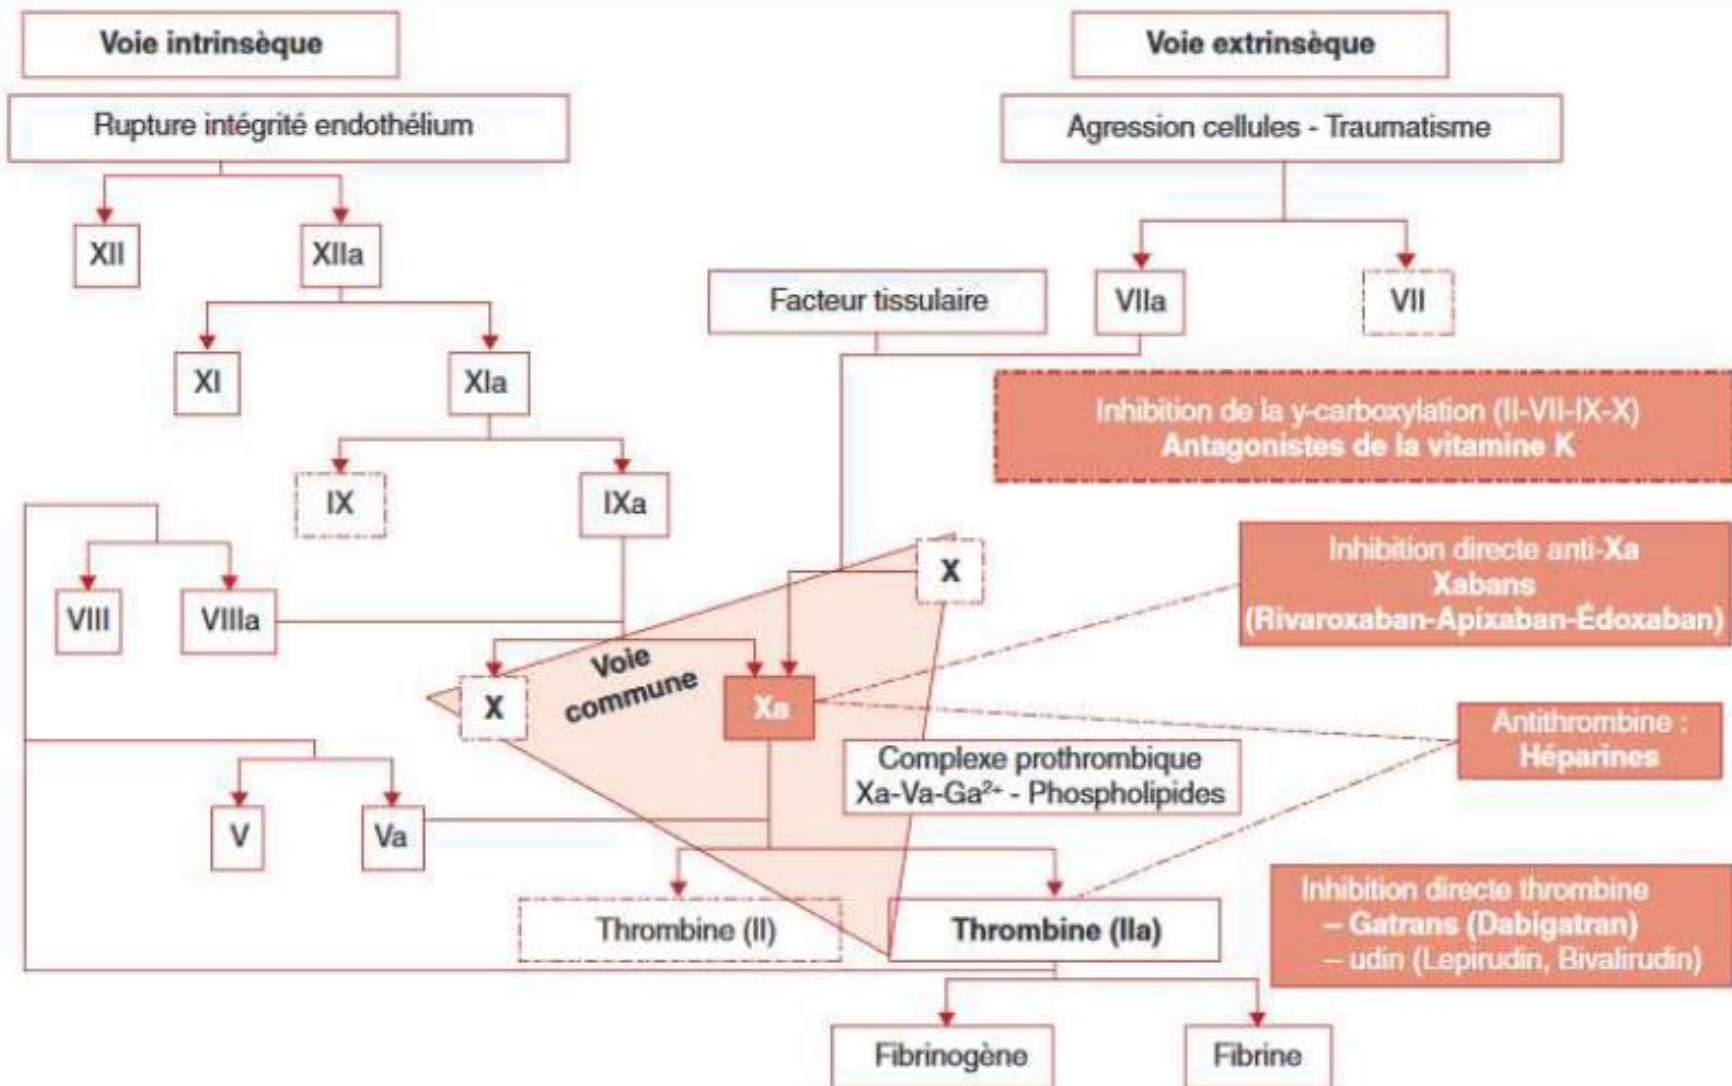 Voie intrinsèque
Voie extrinsèque
Rupture intégrité endothélium
Agression cellules - Traumatisme
XII
XIIa
Facteur tissulaire
VIIa
VII
XI
XIa
Inhibition de la y-carboxylation (II-VII-IX-X)
Antagonistes de la vitamine K
IX
IXa
X
Inhibition directe anti-Xa
Xabans
(Rivaroxaban-Apixaban-Édoxaban)
VIII
VIIIa
Voie
commune
X
Xa
Antithrombine :
Héparines
Complexe prothrombique
Xa-Va-Ga²⁺ - Phospholipides
V
Va
Thrombine (II)
Thrombine (IIa)
Inhibition directe thrombine
– Gatrans (Dabigatran)
– udin (Lepirudin, Bivalirudin)
Fibrinogène
Fibrine